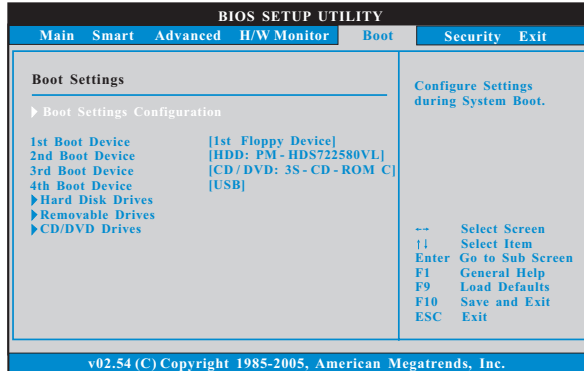 BIOS SETUP UTILITY
Main Smart Advanced H/W Monitor Boot Security Exit
Boot Settings
Boot Settings Configuration
1st Boot Device [1st Floppy Device]
2nd Boot Device [HDD: PM - HDS722580VL]
3rd Boot Device [CD / DVD: 3S - CD - ROM C]
4th Boot Device [USB]
Hard Disk Drives
Removable Drives
CD/DVD Drives
Configure Settings
during System Boot.
←→ Select Screen
↑↓ Select Item
Enter Go to Sub Screen
F1 General Help
F9 Load Defaults
F10 Save and Exit
ESC Exit
v02.54 (C) Copyright 1985-2005, American Megatrends, Inc.